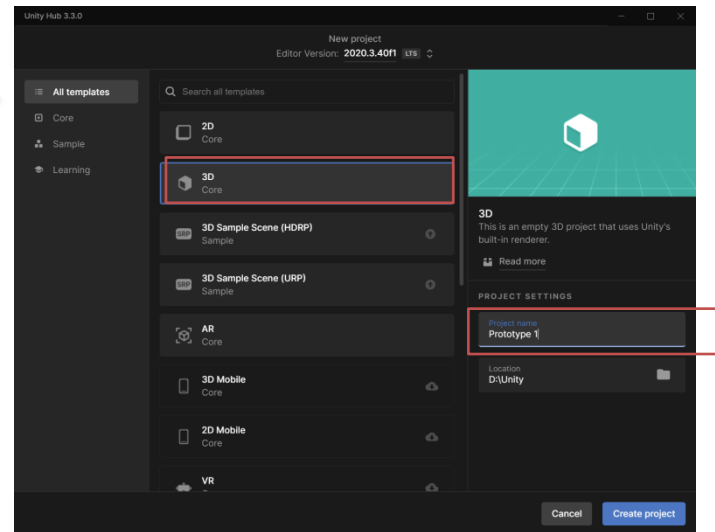 Unity Hub 3.3.0
New project
Editor Version: 2020.3.40f1 LTS
All templates
Core
Sample
Learning
Search all templates
2D
Core
3D
Core
SRP
3D Sample Scene (HDRP)
Sample
SRP
3D Sample Scene (URP)
Sample
AR
Core
3D Mobile
Core
2D Mobile
Core
VR
3D
This is an empty 3D project that uses Unity's
built-in renderer.
Read more
PROJECT SETTINGS
Project name
Prototype 1
Location
D:\Unity
Cancel
Create project